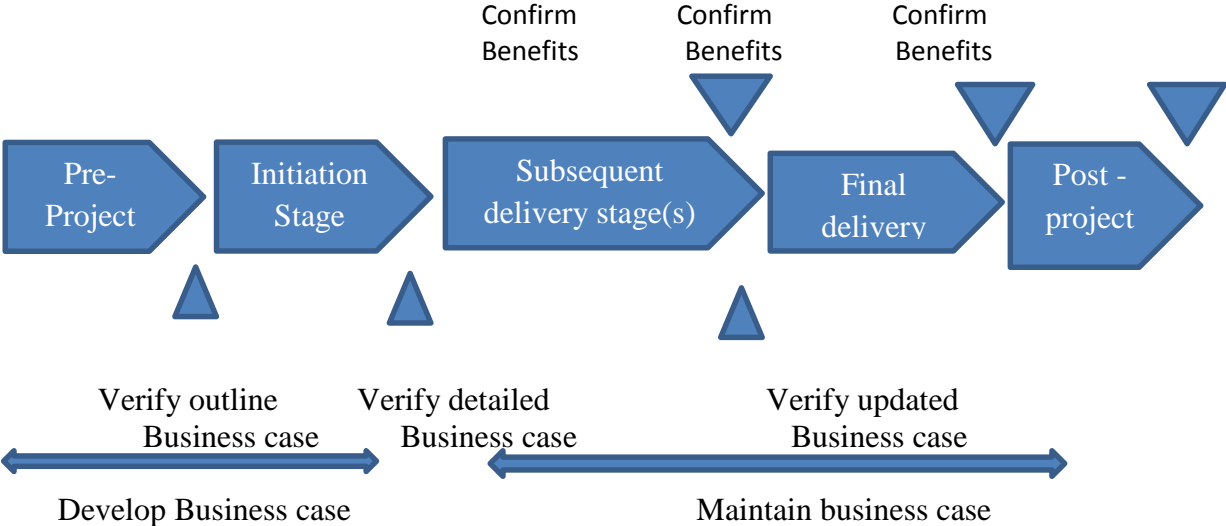 Confirm Confirm Confirm
Benefits Benefits Benefits
Pre-
Project
Initiation
Stage
Subsequent
delivery stage(s)
Final
delivery
Post -
project
Verify outline
Business case
Verify detailed
Business case
Verify updated
Business case
Develop Business case
Maintain business case